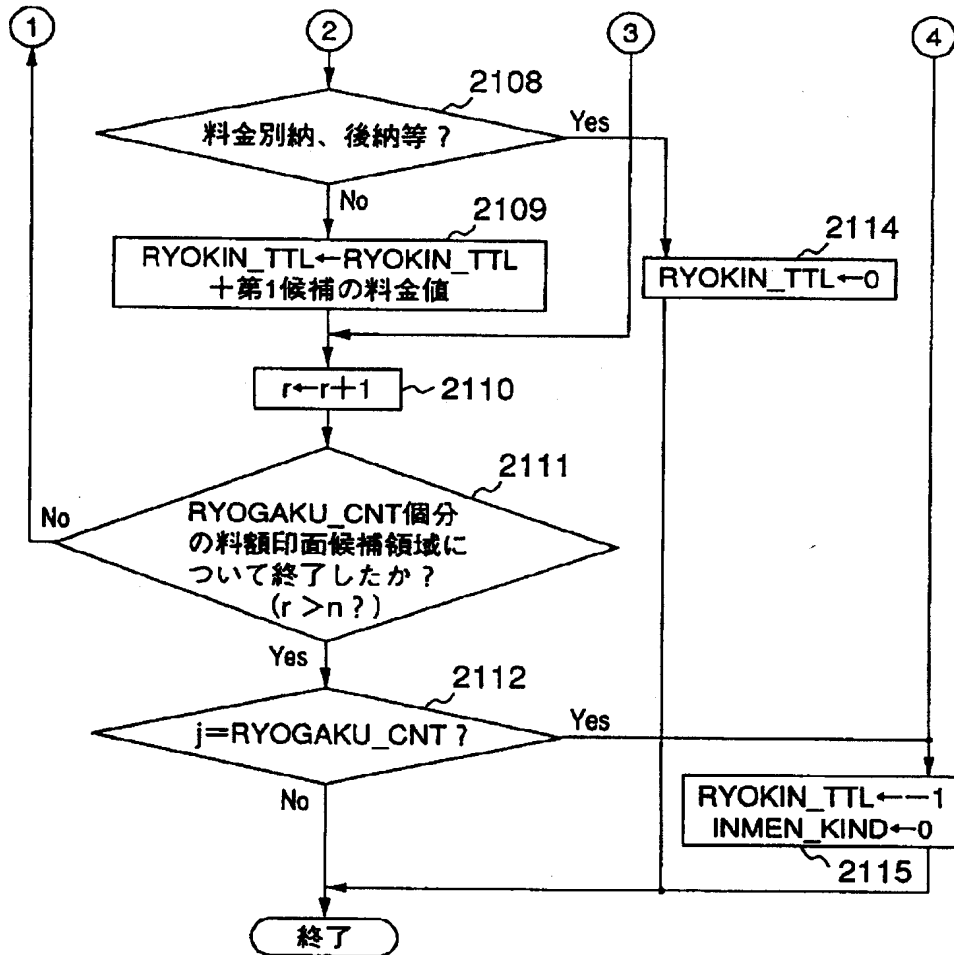 1
2
3
4
2108
料金別納、後納等?
Yes
No
2109
RYOKIN_TTL←RYOKIN_TTL
+第1候補の料金値
2114
RYOKIN_TTL←0
r←r+1
2110
2111
RYOGAKU_CNT個分
の料額印面候補領域に
ついて終了したか?
(r>n?)
No
Yes
2112
j=RYOGAKU_CNT?
Yes
No
RYOKIN_TTL←-1
INMEN_KIND←0
2115
終了